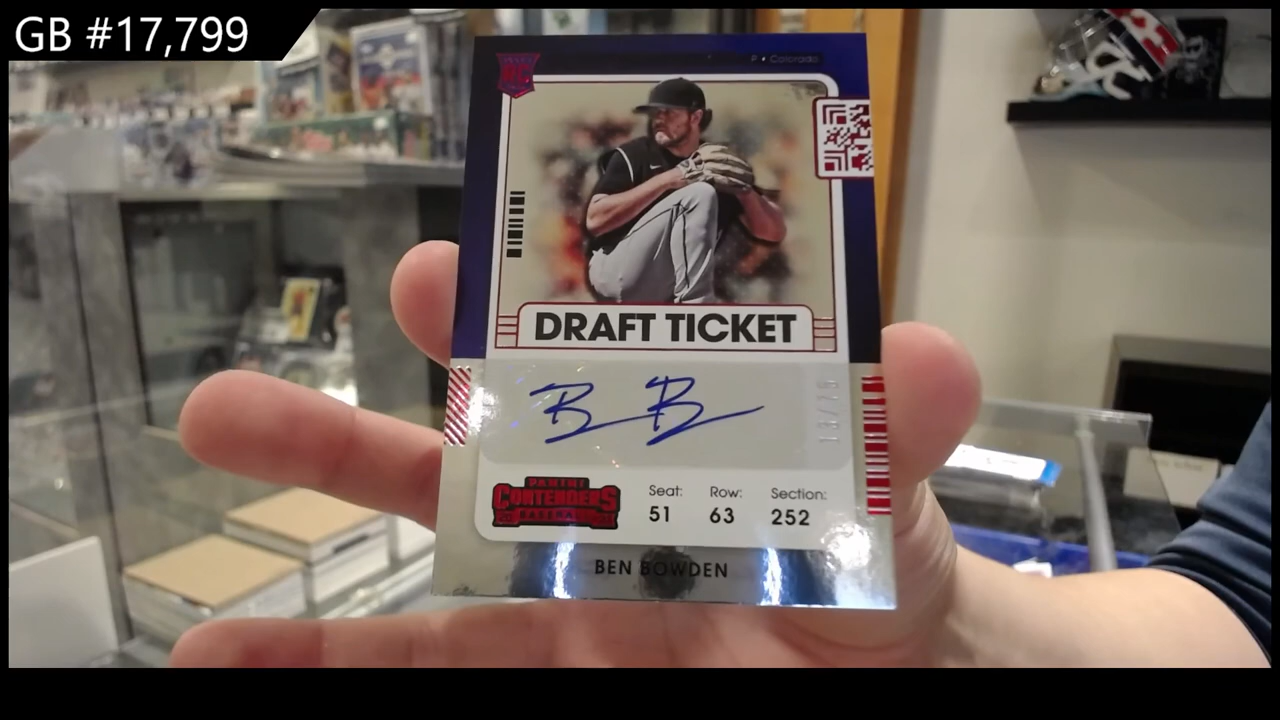 GB #17,799
RC
P • Colorado
DRAFT TICKET
B B
PANINI
CONTENDERS
BASEBALL
Seat: Row: Section:
51 63 252
BEN BOWDEN